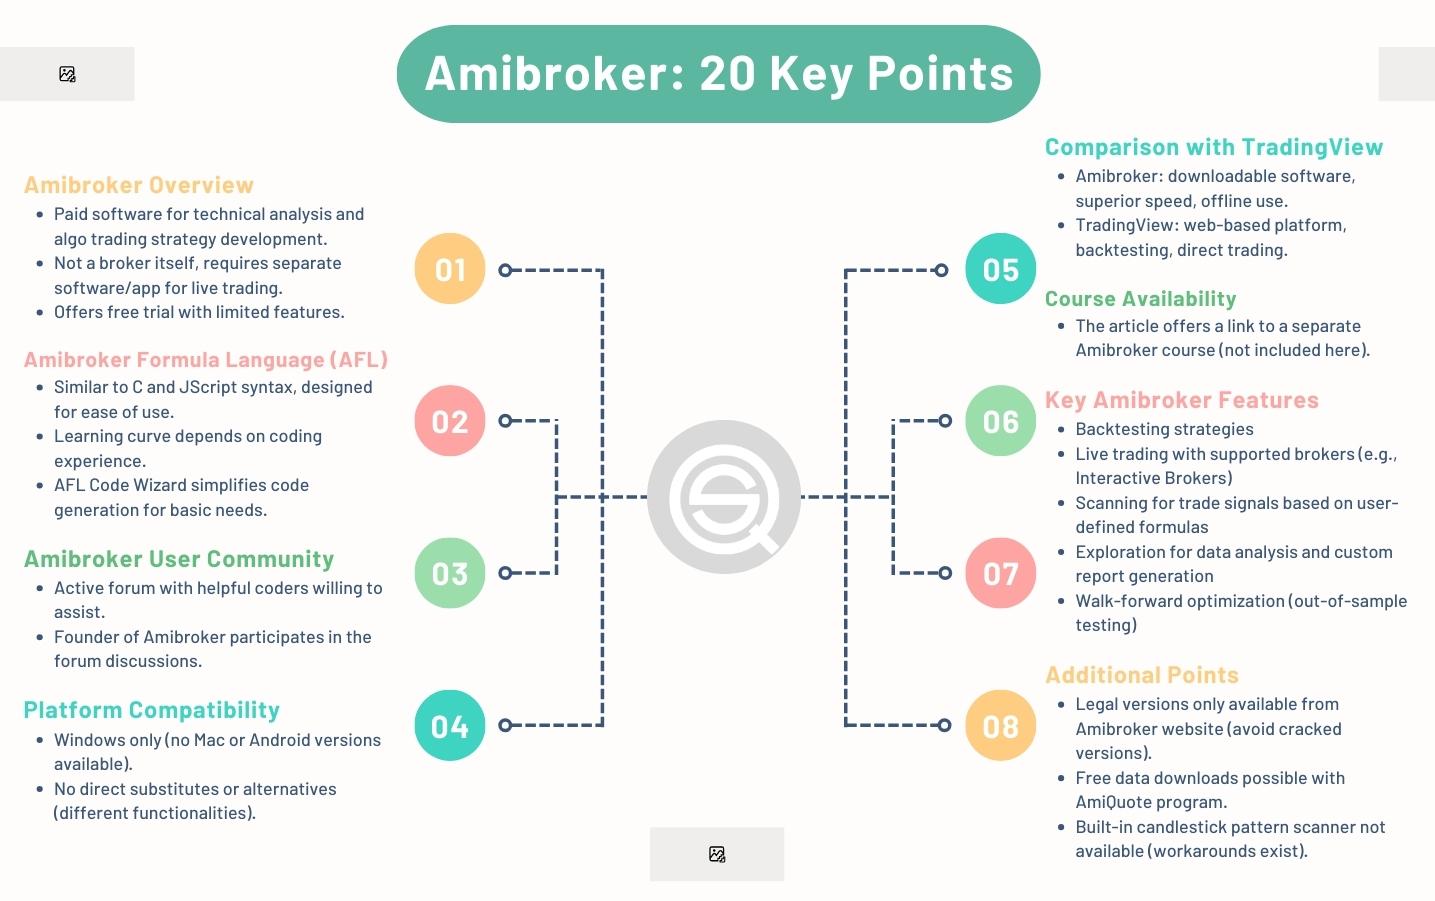 Amibroker: 20 Key Points
Amibroker Overview
Paid software for technical analysis and
algo trading strategy development.
Not a broker itself, requires separate
software/app for live trading.
Offers free trial with limited features.
01
Amibroker Formula Language (AFL)
Similar to C and JScript syntax, designed
for ease of use.
Learning curve depends on coding
experience.
AFL Code Wizard simplifies code
generation for basic needs.
02
Amibroker User Community
Active forum with helpful coders willing to
assist.
Founder of Amibroker participates in the
forum discussions.
03
Platform Compatibility
Windows only (no Mac or Android versions
available).
No direct substitutes or alternatives
(different functionalities).
04
Comparison with TradingView
Amibroker: downloadable software,
superior speed, offline use.
TradingView: web-based platform,
backtesting, direct trading.
05
Course Availability
The article offers a link to a separate
Amibroker course (not included here).
06
Key Amibroker Features
Backtesting strategies
Live trading with supported brokers (e.g.,
Interactive Brokers)
Scanning for trade signals based on user-
defined formulas
Exploration for data analysis and custom
report generation
Walk-forward optimization (out-of-sample
testing)
07
Additional Points
Legal versions only available from
Amibroker website (avoid cracked
versions).
Free data downloads possible with
AmiQuote program.
Built-in candlestick pattern scanner not
available (workarounds exist).
08